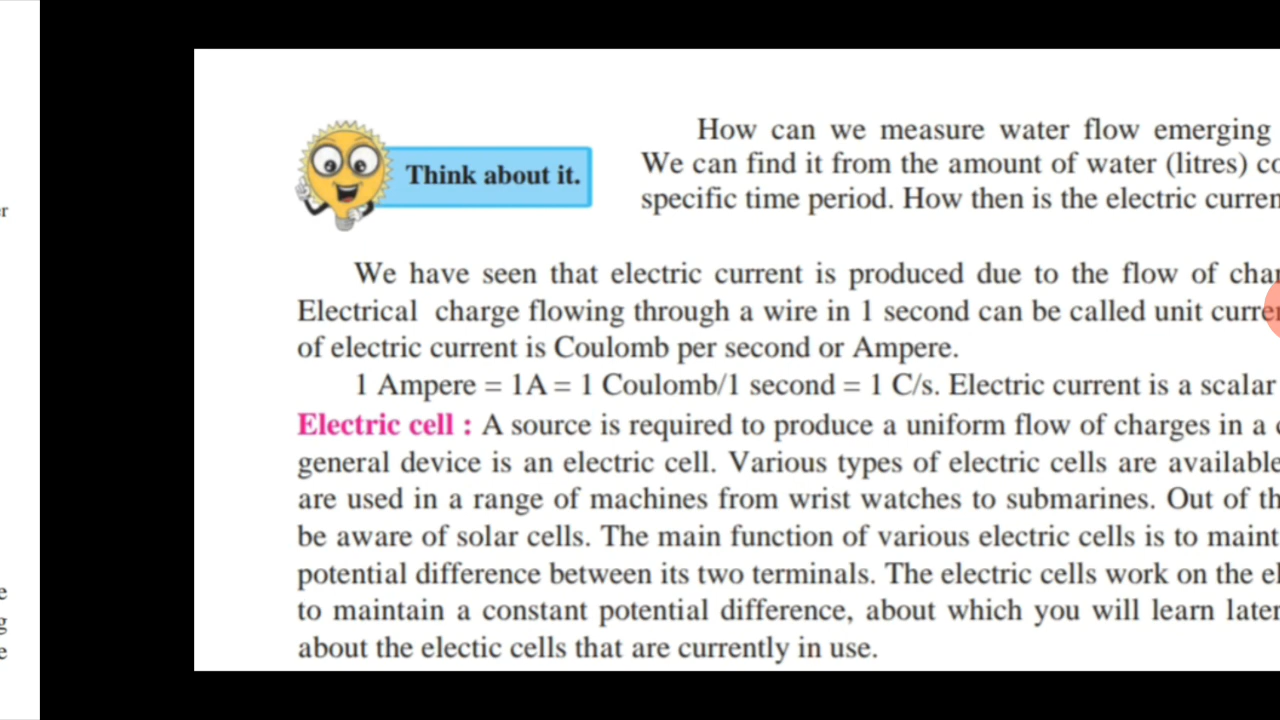 er
Think about it.
How can we measure water flow emerging
We can find it from the amount of water (litres)
specific time period. How then is the electric
We have seen that electric current is produced due to the flow of
Electrical charge flowing through a wire in 1 second can be called unit
of electric current is Coulomb per second or Ampere.
1 Ampere = 1A = 1 Coulomb/1 second = 1 C/s. Electric current is a scalar
Electric cell : A source is required to produce a uniform flow of charges in a
general device is an electric cell. Various types of electric cells are available
are used in a range of machines from wrist watches to submarines. Out of
be aware of solar cells. The main function of various electric cells is to
potential difference between its two terminals. The electric cells work on the
to maintain a constant potential difference, about which you will learn later
about the electic cells that are currently in use.